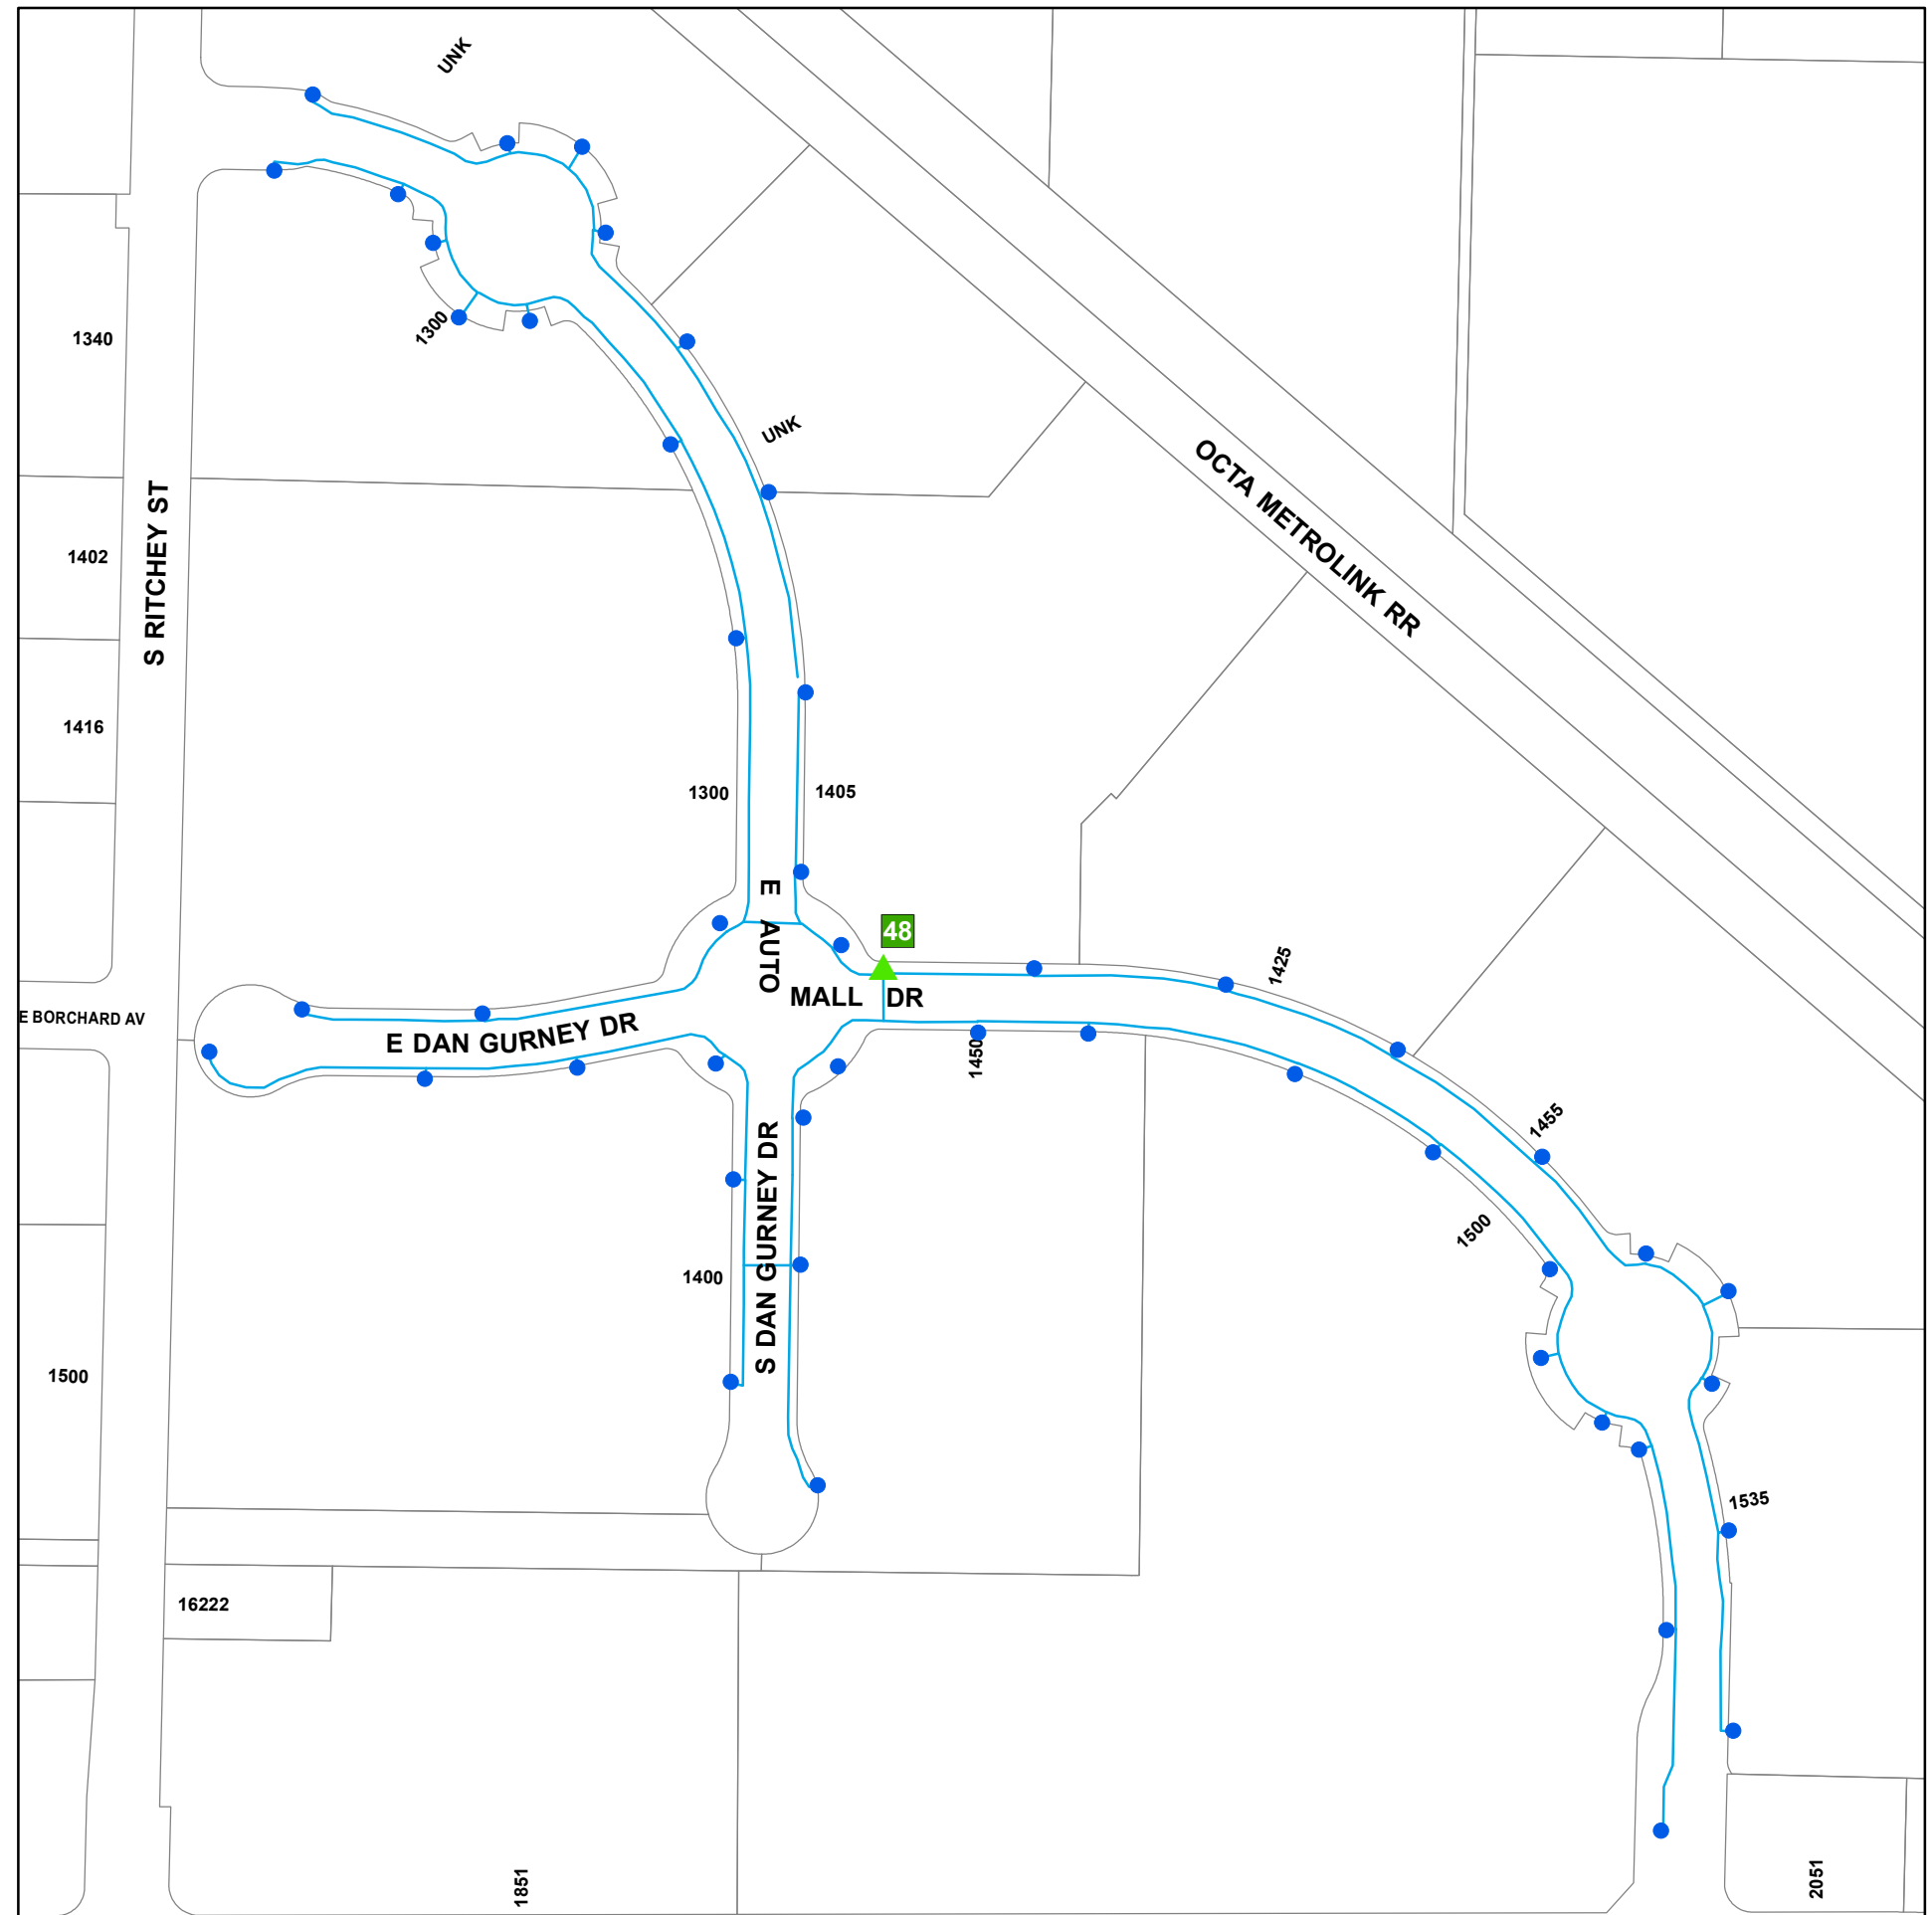 UNK
1300
1340
UNK
OCTA METROLINK RR
S RITCHEY ST
1402
1416
1300
1405
E AUTO
MALL DR
48
1425
E BORCHARD AV
E DAN GURNEY DR
1450
1455
S DAN GURNEY DR
1500
1400
1500
1535
16222
1851
2051